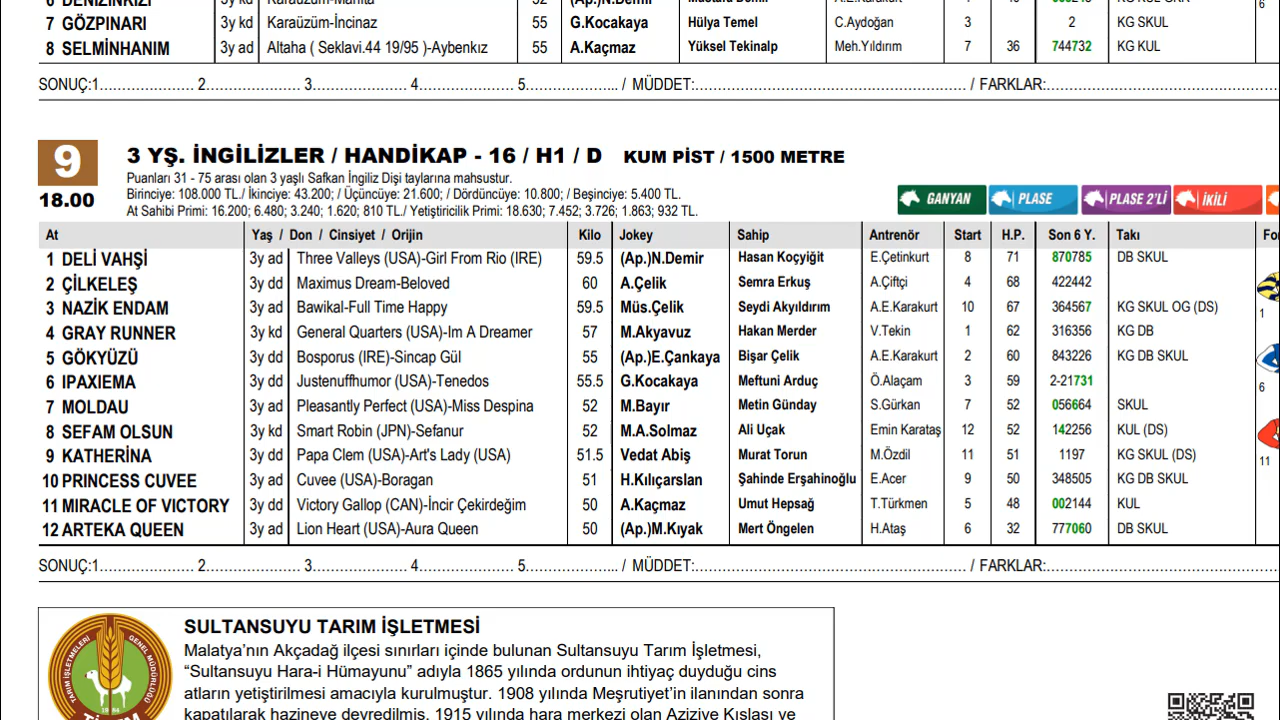 7 GÖZPINARI 3y kd Karaüzüm-İncinaz 55 G.Kocakaya Hülya Temel C.Aydoğan 3 2 KG SKUL
8 SELMİNHANIM 3y ad Altaha ( Seklavi.44 19/95 )-Aybenkız 55 A.Kaçmaz Yüksel Tekinalp Meh.Yıldırım 7 36 744732 KG KUL
SONUÇ:1…………………. 2…………………. 3…………………. 4…………………. 5………………... / MÜDDET:…………………………………………… / FARKLAR:……………………………………
9 3 YŞ. İNGİLİZLER / HANDİKAP - 16 / H1 / D KUM PİST / 1500 METRE
Puanları 31 - 75 arası olan 3 yaşlı Safkan İngiliz Dişi taylarına mahsustur.
18.00 Birinciye: 108.000 TL./ İkinciye: 43.200; / Üçüncüye: 21.600; / Dördüncüye: 10.800; / Beşinciye: 5.400 TL.
At Sahibi Primi: 16.200; 6.480; 3.240; 1.620; 810 TL./ Yetiştiricilik Primi: 18.630; 7.452; 3.726; 1.863; 932 TL.
GANYAN PLASE PLASE 2'Lİ İKİLİ
At Yaş / Don / Cinsiyet / Orijin Kilo Jokey Sahip Antrenör Start H.P. Son 6 Y. Takı
1 DELİ VAHŞİ 3y ad Three Valleys (USA)-Girl From Rio (IRE) 59.5 (Ap.)N.Demir Hasan Koçyiğit E.Çetinkurt 8 71 870785 DB SKUL
2 ÇİLKELEŞ 3y dd Maximus Dream-Beloved 60 A.Çelik Semra Erkuş A.Çiftçi 4 68 422442
3 NAZİK ENDAM 3y ad Bawikal-Full Time Happy 59.5 Müs.Çelik Seydi Akyıldırım A.E.Karakurt 10 67 364567 KG SKUL OG (DS) 1
4 GRAY RUNNER 3y kd General Quarters (USA)-Im A Dreamer 57 M.Akyavuz Hakan Merder V.Tekin 1 62 316356 KG DB
5 GÖKYÜZÜ 3y dd Bosporus (IRE)-Sincap Gül 55 (Ap.)E.Çankaya Bişar Çelik A.E.Karakurt 2 60 843226 KG DB SKUL
6 IPAXIEMA 3y dd Justenuffhumor (USA)-Tenedos 55.5 G.Kocakaya Meftuni Arduç Ö.Alaçam 3 59 2-21731 6
7 MOLDAU 3y ad Pleasantly Perfect (USA)-Miss Despina 52 M.Bayır Metin Günday S.Gürkan 7 52 056664 SKUL
8 SEFAM OLSUN 3y kd Smart Robin (JPN)-Sefanur 52 M.A.Solmaz Ali Uçak Emin Karataş 12 52 142256 KUL (DS)
9 KATHERİNA 3y dd Papa Clem (USA)-Art's Lady (USA) 51.5 Vedat Abiş Murat Torun M.Özdil 11 51 1197 KG SKUL (DS) 11
10 PRINCESS CUVEE 3y ad Cuvee (USA)-Boragan 51 H.Kılıçarslan Şahinde Erşahinoğlu E.Acer 9 50 348505 KG DB SKUL
11 MIRACLE OF VICTORY 3y dd Victory Gallop (CAN)-İncir Çekirdeğim 50 A.Kaçmaz Umut Hepsağ T.Türkmen 5 48 002144 KUL
12 ARTEKA QUEEN 3y dd Lion Heart (USA)-Aura Queen 50 (Ap.)M.Kıyak Mert Öngelen H.Ataş 6 32 777060 DB SKUL
SONUÇ:1…………………. 2…………………. 3…………………. 4…………………. 5………………... / MÜDDET:…………………………………………… / FARKLAR:……………………………………
SULTANSUYU TARIM İŞLETMESİ
Malatya’nın Akçadağ ilçesi sınırları içinde bulunan Sultansuyu Tarım İşletmesi,
“Sultansuyu Hara-i Hümayunu” adıyla 1865 yılında ordunun ihtiyaç duyduğu cins
atların yetiştirilmesi amacıyla kurulmuştur. 1908 yılında Meşrutiyet’in ilanından sonra
kapatılarak hazineye devredilmiş, 1915 yılında hara merkezi olan Aziziye Kışlası ve
TARIM İŞLETMELERİ GENEL MÜDÜRLÜĞÜ